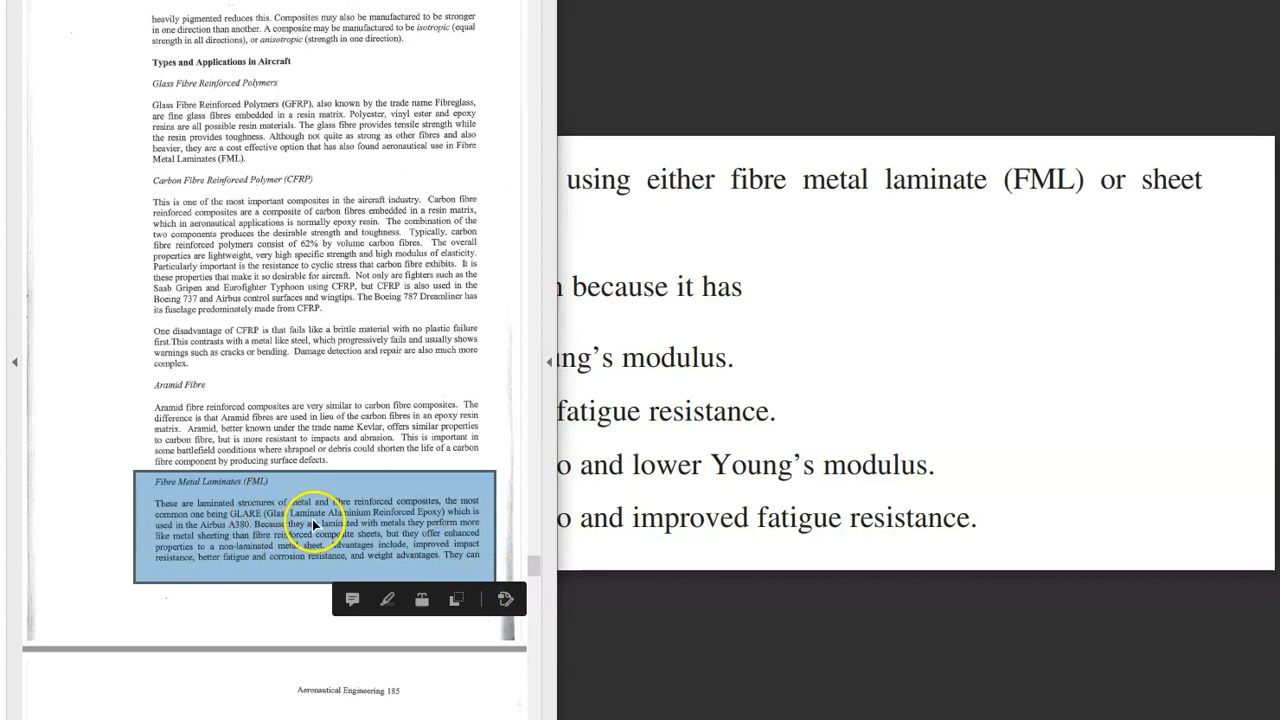 heavily pigmented reduces this. Composites may also be manufactured to be stronger
in one direction than another. A composite may be manufactured to be isotropic (equal
strength in all directions), or anisotropic (strength in one direction).
Types and Applications in Aircraft
Glass Fibre Reinforced Polymers
Glass Fibre Reinforced Polymers (GFRP), also known by the trade name Fibreglass,
are fine glass fibres embedded in a resin matrix. Polyester, vinyl ester and epoxy
resins are all possible resin materials. The glass fibre provides tensile strength while
the resin provides toughness. Although not quite as strong as other fibres and also
heavier, they are a cost effective option that has also found aeronautical use in Fibre
Metal Laminates (FML).
Carbon Fibre Reinforced Polymer (CFRP)
This is one of the most important composites in the aircraft industry. Carbon fibre
reinforced composites are a composite of carbon fibres embedded in a resin matrix,
which in aeronautical applications is normally epoxy resin. The combination of the
two components produces the desirable strength and toughness. Typically, carbon
fibre reinforced polymers consist of 62% by volume carbon fibres. The overall
properties are lightweight, very high specific strength and high modulus of elasticity.
Particularly important is the resistance to cyclic stress that carbon fibre exhibits. It is
these properties that make it so desirable for aircraft. Not only are fighters such as the
Saab Gripen and Eurofighter Typhoon using CFRP, but CFRP is also used in the
Boeing 737 and Airbus control surfaces and wingtips. The Boeing 787 Dreamliner has
its fuselage predominately made from CFRP.
One disadvantage of CFRP is that fails like a brittle material with no plastic failure
first.This contrasts with a metal like steel, which progressively fails and usually shows
warnings such as cracks or bending. Damage detection and repair are also much more
complex.
Aramid Fibre
Aramid fibre reinforced composites are very similar to carbon fibre composites. The
difference is that Aramid fibres are used in lieu of the carbon fibres in an epoxy resin
matrix. Aramid, better known under the trade name Kevlar, offers similar properties
to carbon fibre, but is more resistant to impacts and abrasion. This is important in
some battlefield conditions where shrapnel or debris could shorten the life of a carbon
fibre component by producing surface defects.
Fibre Metal Laminates (FML)
These are laminated structures of metal and fibre reinforced composites, the most
common one being GLARE (Glass Laminate Aluminium Reinforced Epoxy) which is
used in the Airbus A380. Because they are laminated with metals they perform more
like metal sheeting than fibre reinforced composite sheets, but they offer enhanced
properties to a non-laminated metal sheet. Advantages include, improved impact
resistance, better fatigue and corrosion resistance, and weight advantages. They can
Aeronautical Engineering 185
using either fibre metal laminate (FML) or sheet
because it has
ng's modulus.
fatigue resistance.
o and lower Young's modulus.
o and improved fatigue resistance.